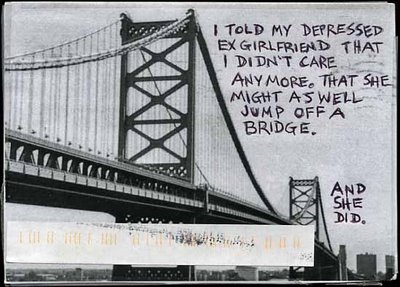 I TOLD MY DEPRESSED
EX GIRLFRIEND THAT
I DIDN'T CARE
ANYMORE. THAT SHE
MIGHT AS WELL
JUMP OFF A
BRIDGE.
AND
SHE
DID.